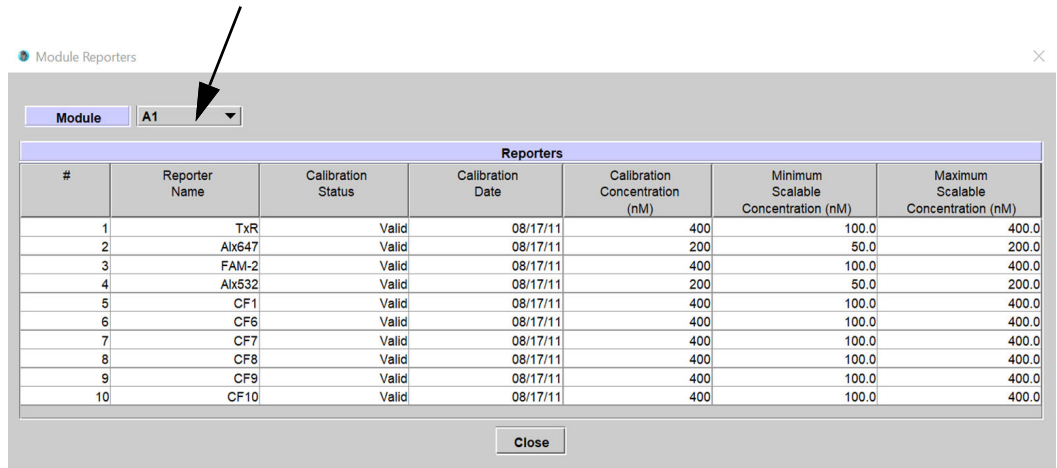 Module Reporters
Module A1
Reporters
# Reporter Name Calibration Status Calibration Date Calibration Concentration (nM) Minimum Scalable Concentration (nM) Maximum Scalable Concentration (nM)
1 TxR Valid 08/17/11 400 100.0 400.0
2 Alx647 Valid 08/17/11 200 50.0 200.0
3 FAM-2 Valid 08/17/11 400 100.0 400.0
4 Alx532 Valid 08/17/11 200 50.0 200.0
5 CF1 Valid 08/17/11 400 100.0 400.0
6 CF6 Valid 08/17/11 400 100.0 400.0
7 CF7 Valid 08/17/11 400 100.0 400.0
8 CF8 Valid 08/17/11 400 100.0 400.0
9 CF9 Valid 08/17/11 400 100.0 400.0
10 CF10 Valid 08/17/11 400 100.0 400.0
Close